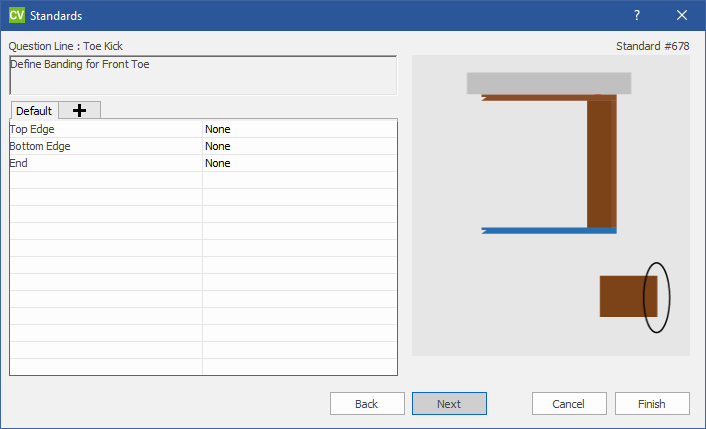 CV Standards ?
Question Line : Toe Kick Standard #678
Define Banding for Front Toe
Default
Top Edge None
Bottom Edge None
End None
Back Next Cancel Finish